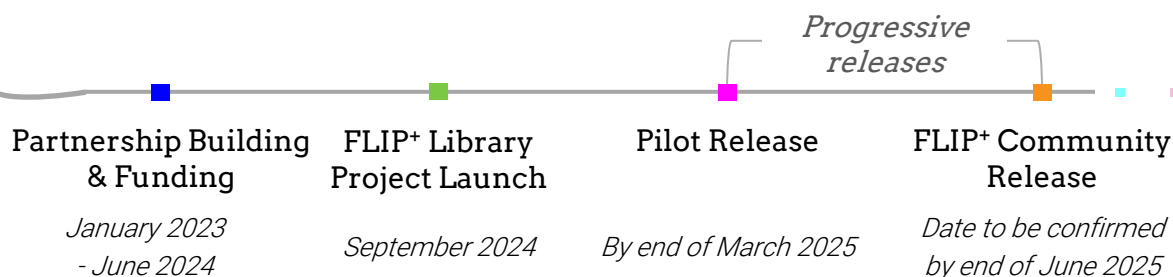 Progressive
releases
Partnership Building
& Funding
January 2023
- June 2024
FLIP⁺ Library
Project Launch
September 2024
Pilot Release
By end of March 2025
FLIP⁺ Community
Release
Date to be confirmed
by end of June 2025